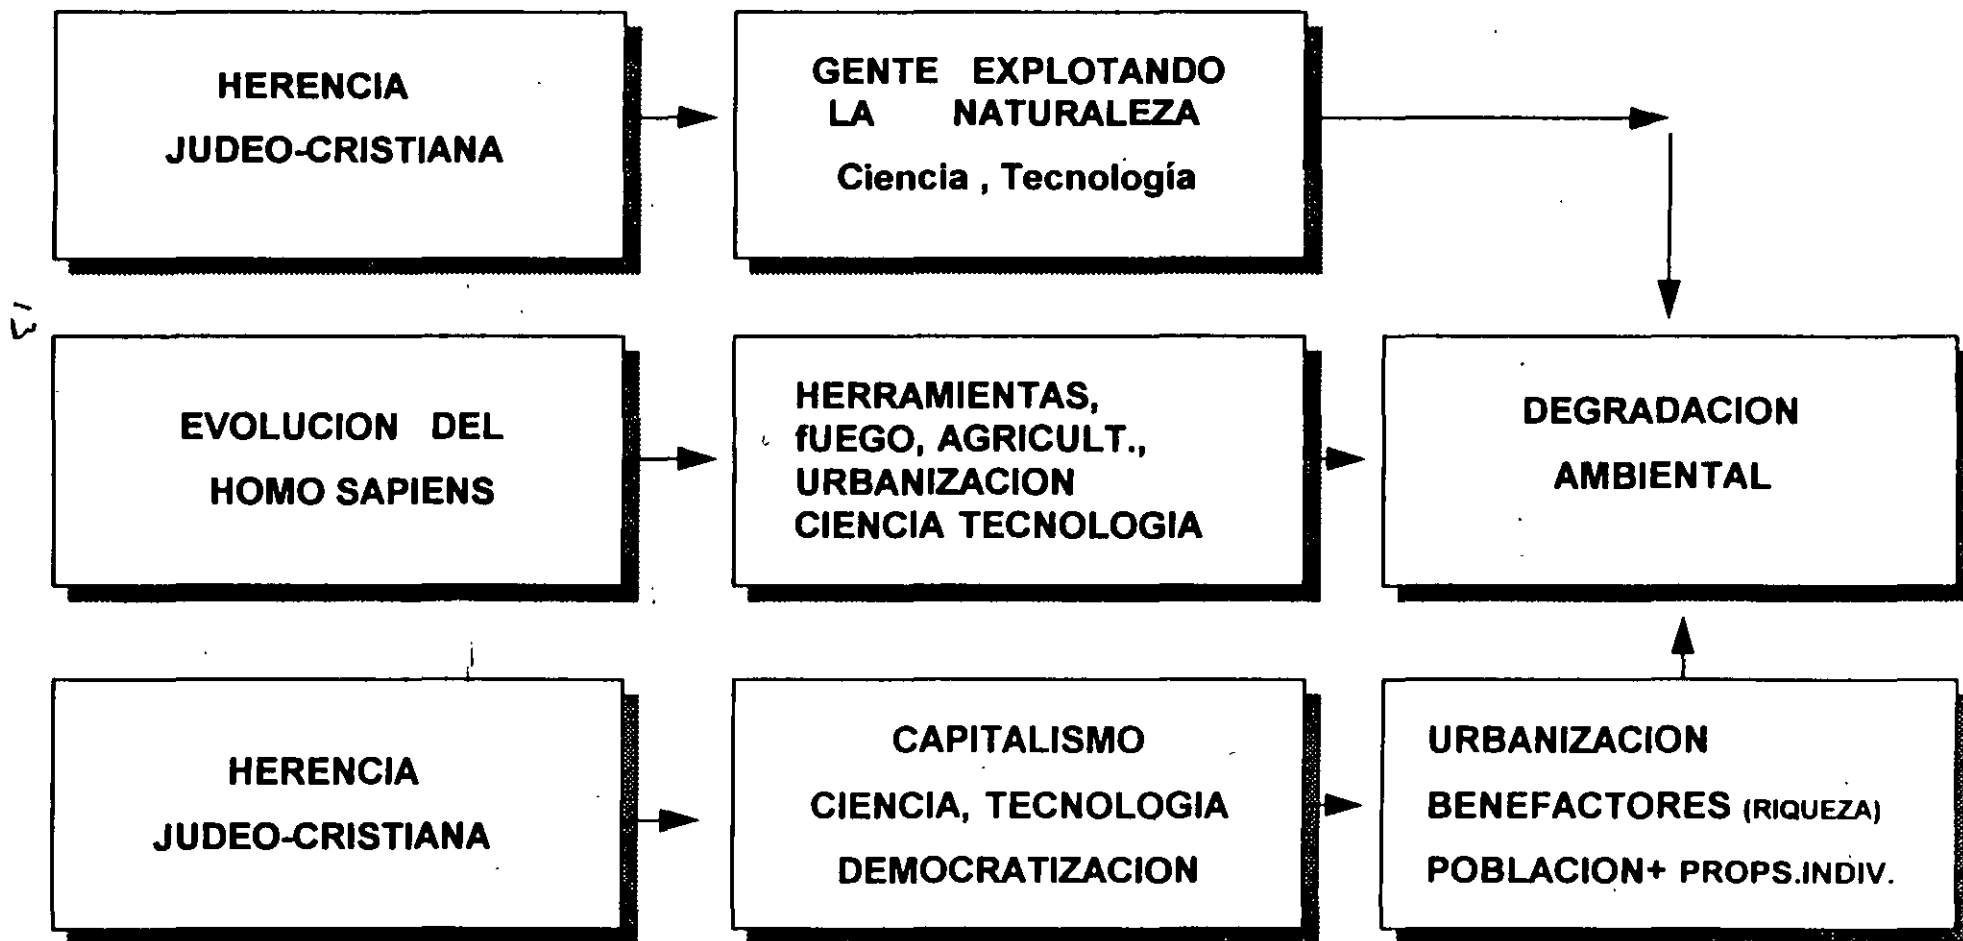 HERENCIA
JUDEO-CRISTIANA
GENTE EXPLOTANDO
LA NATURALEZA
Ciencia , Tecnología
13
EVOLUCION DEL
HOMO SAPIENS
HERRAMIENTAS,
fUEGO, AGRICULT.,
URBANIZACION
CIENCIA TECNOLOGIA
DEGRADACION
AMBIENTAL
HERENCIA
JUDEO-CRISTIANA
CAPITALISMO
CIENCIA, TECNOLOGIA
DEMOCRATIZACION
URBANIZACION
BENEFACTORES (RIQUEZA)
POBLACION+ PROPS.INDIV.